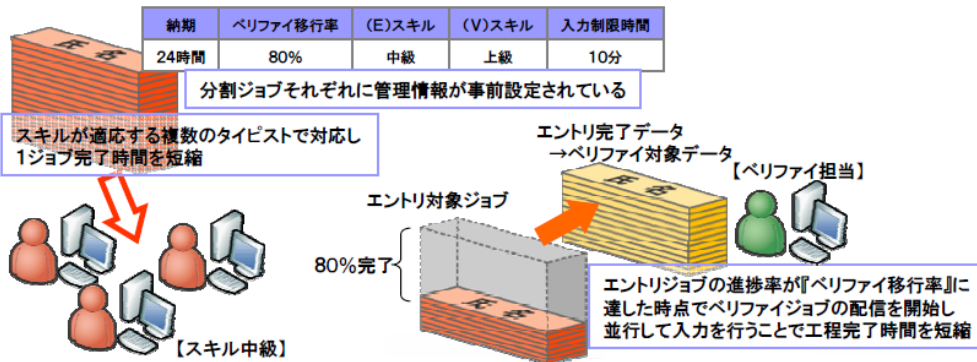 納期 ベリファイ移行率 (E)スキル (V)スキル 入力制限時間
24時間 80% 中級 上級 10分
氏名
分割ジョブそれぞれに管理情報が事前設定されている
スキルが適応する複数のタイピストで対応し
1ジョブ完了時間を短縮
エントリ完了データ
→ベリファイ対象データ
氏名
【ベリファイ担当】
エントリ対象ジョブ
80%完了
氏名
エントリジョブの進捗率が『ベリファイ移行率』に
達した時点でベリファイジョブの配信を開始し
並行して入力を行うことで工程完了時間を短縮
【スキル中級】